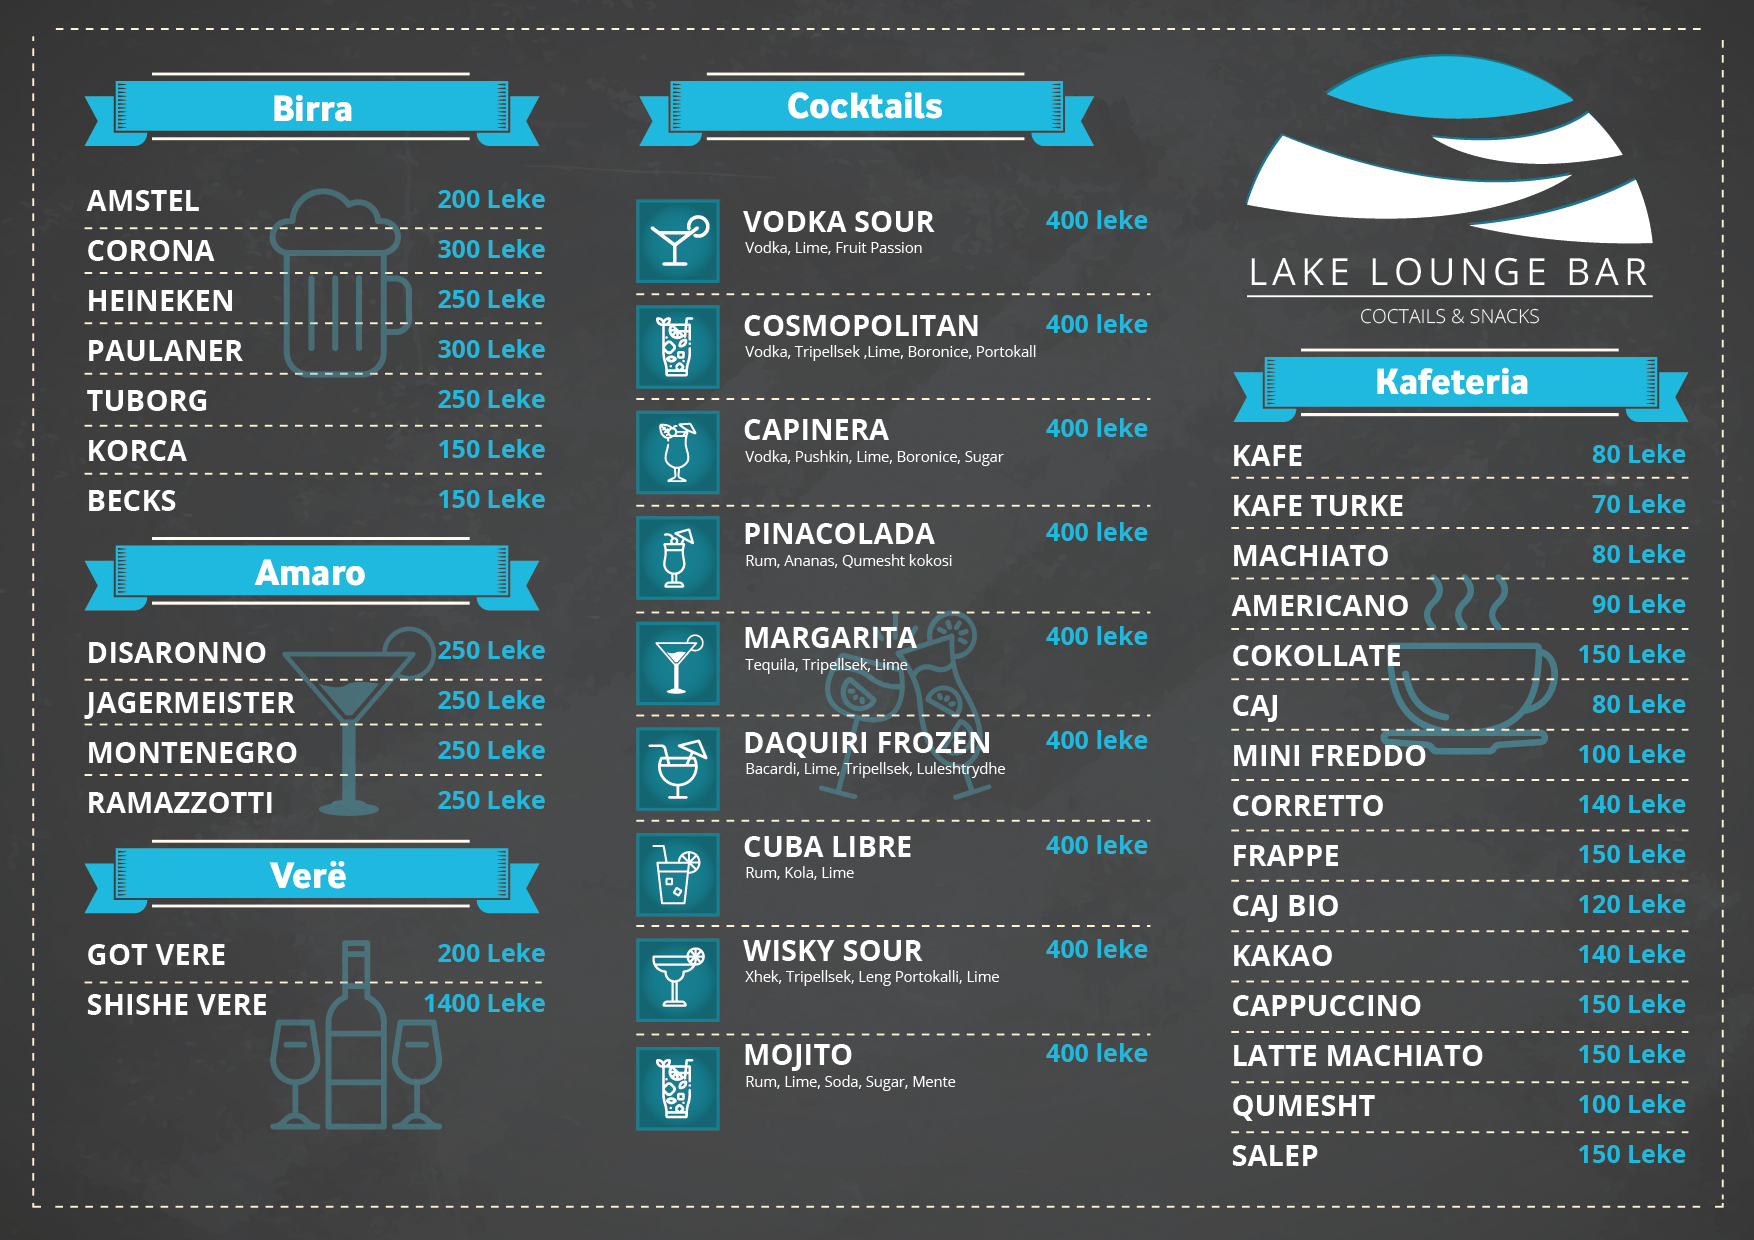 Birra
AMSTEL 200 Leke
CORONA 300 Leke
HEINEKEN 250 Leke
PAULANER 300 Leke
TUBORG 250 Leke
KORCA 150 Leke
BECKS 150 Leke
Amaro
DISARONNO 250 Leke
JAGERMEISTER 250 Leke
MONTENEGRO 250 Leke
RAMAZZOTTI 250 Leke
Verë
GOT VERE 200 Leke
SHISHE VERE 1400 Leke
Cocktails
VODKA SOUR 400 leke
Vodka, Lime, Fruit Passion
COSMOPOLITAN 400 leke
Vodka, Tripellsek ,Lime, Boronice, Portokall
CAPINERA 400 leke
Vodka, Pushkin, Lime, Boronice, Sugar
PINACOLADA 400 leke
Rum, Ananas, Qumesht kokosi
MARGARITA 400 leke
Tequila, Tripellsek, Lime
DAQUIRI FROZEN 400 leke
Bacardi, Lime, Tripellsek, Luleshtrydhe
CUBA LIBRE 400 leke
Rum, Kola, Lime
WISKY SOUR 400 leke
Xhek, Tripellsek, Leng Portokalli, Lime
MOJITO 400 leke
Rum, Lime, Soda, Sugar, Mente
LAKE LOUNGE BAR
COCTAILS & SNACKS
Kafeteria
KAFE 80 Leke
KAFE TURKE 70 Leke
MACHIATO 80 Leke
AMERICANO 90 Leke
COKOLLATE 150 Leke
CAJ 80 Leke
MINI FREDDO 100 Leke
CORRETTO 140 Leke
FRAPPE 150 Leke
CAJ BIO 120 Leke
KAKAO 140 Leke
CAPPUCCINO 150 Leke
LATTE MACHIATO 150 Leke
QUMESHT 100 Leke
SALEP 150 Leke